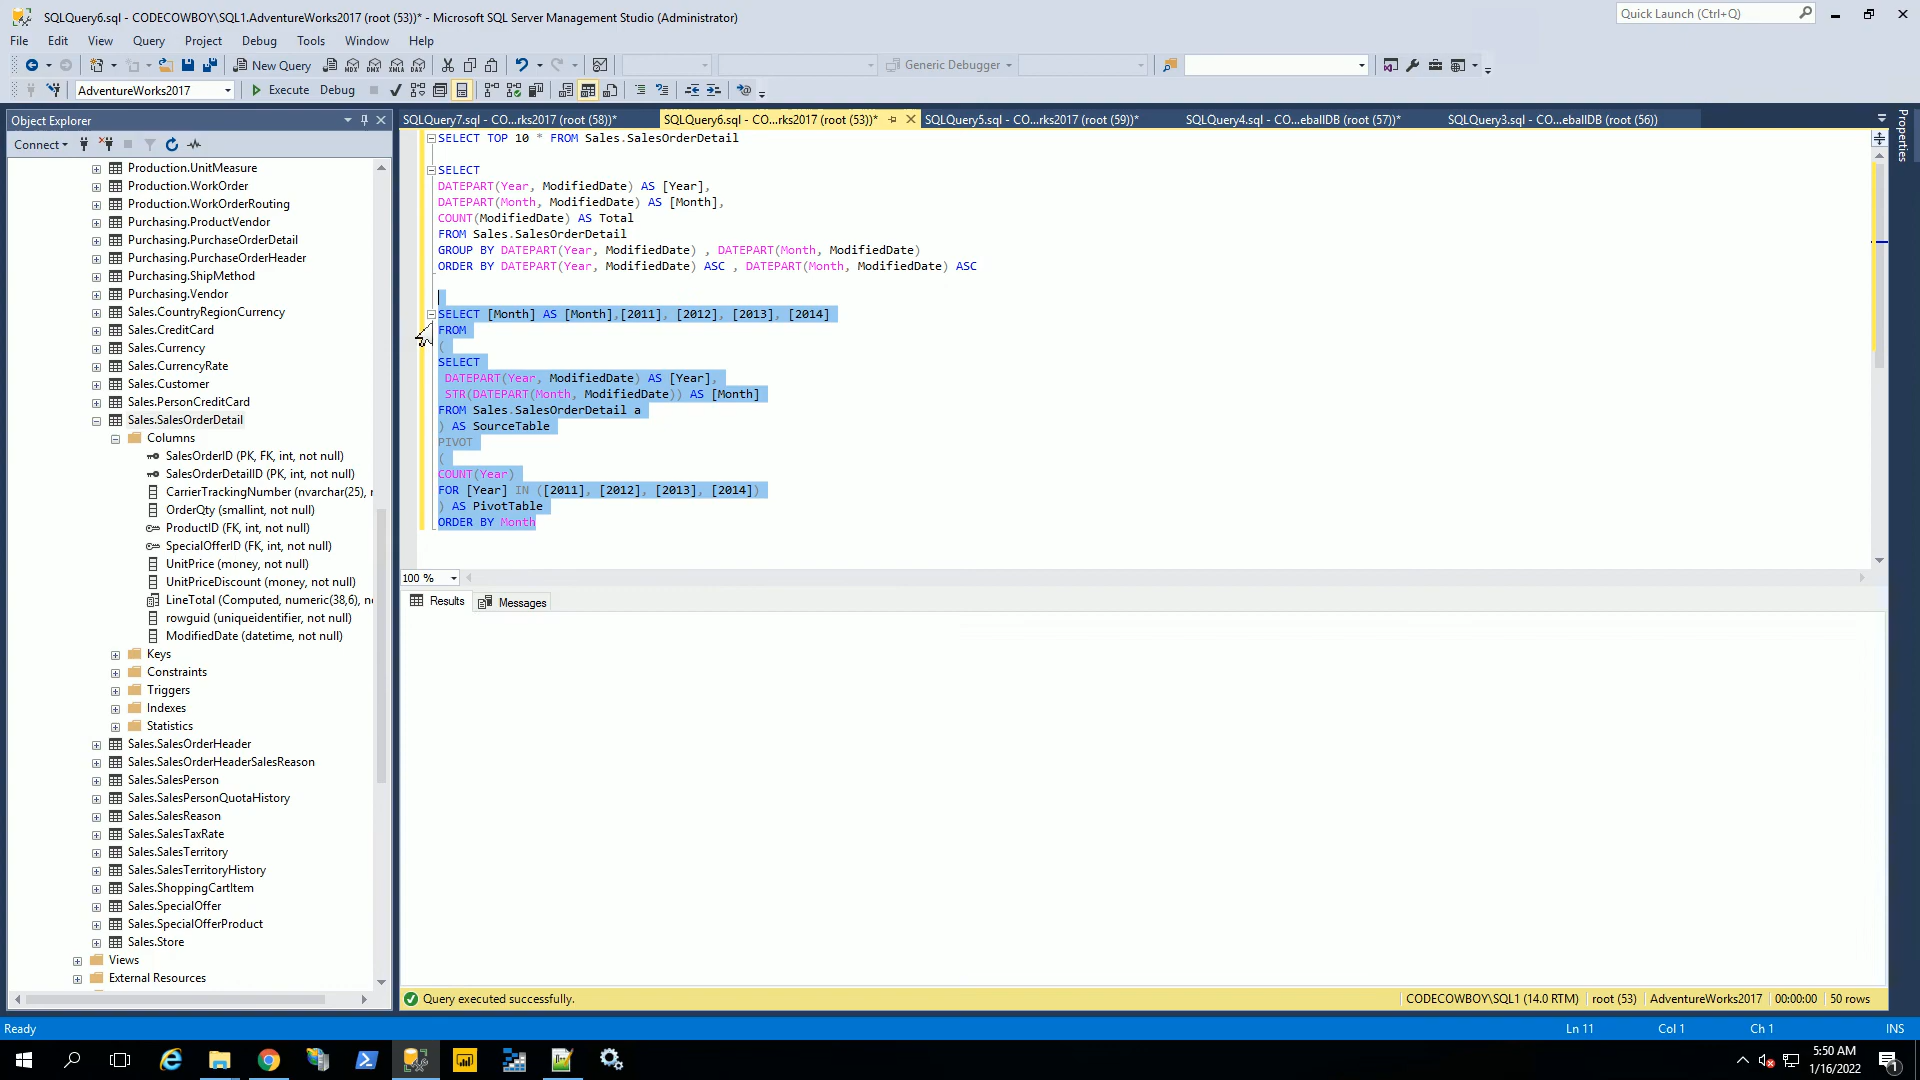 SQLQuery6.sql - CODECOWBOY\SQL1.AdventureWorks2017 (root (53))* - Microsoft SQL Server Management Studio (Administrator)
Quick Launch (Ctrl+Q)
File Edit View Query Project Debug Tools Window Help
New Query
MDX DMX XMLA DAX
Generic Debugger
AdventureWorks2017
Execute Debug
Object Explorer
SQLQuery7.sql - CO...rks2017 (root (58))*
SQLQuery6.sql - CO...rks2017 (root (53))*
SQLQuery5.sql - CO...rks2017 (root (59))*
SQLQuery4.sql - CO...eballDB (root (57))*
SQLQuery3.sql - CO...eballDB (root (56))
Properties
Connect
Production.UnitMeasure
Production.WorkOrder
Production.WorkOrderRouting
Purchasing.ProductVendor
Purchasing.PurchaseOrderDetail
Purchasing.PurchaseOrderHeader
Purchasing.ShipMethod
Purchasing.Vendor
Sales.CountryRegionCurrency
Sales.CreditCard
Sales.Currency
Sales.CurrencyRate
Sales.Customer
Sales.PersonCreditCard
Sales.SalesOrderDetail
Columns
SalesOrderID (PK, FK, int, not null)
SalesOrderDetailID (PK, int, not null)
CarrierTrackingNumber (nvarchar(25), r
OrderQty (smallint, not null)
ProductID (FK, int, not null)
SpecialOfferID (FK, int, not null)
UnitPrice (money, not null)
UnitPriceDiscount (money, not null)
LineTotal (Computed, numeric(38,6), n
rowguid (uniqueidentifier, not null)
ModifiedDate (datetime, not null)
Keys
Constraints
Triggers
Indexes
Statistics
Sales.SalesOrderHeader
Sales.SalesOrderHeaderSalesReason
Sales.SalesPerson
Sales.SalesPersonQuotaHistory
Sales.SalesReason
Sales.SalesTaxRate
Sales.SalesTerritory
Sales.SalesTerritoryHistory
Sales.ShoppingCartItem
Sales.SpecialOffer
Sales.SpecialOfferProduct
Sales.Store
Views
External Resources
SELECT TOP 10 * FROM Sales.SalesOrderDetail
SELECT
DATEPART(Year, ModifiedDate) AS [Year],
DATEPART(Month, ModifiedDate) AS [Month],
COUNT(ModifiedDate) AS Total
FROM Sales.SalesOrderDetail
GROUP BY DATEPART(Year, ModifiedDate) , DATEPART(Month, ModifiedDate)
ORDER BY DATEPART(Year, ModifiedDate) ASC , DATEPART(Month, ModifiedDate) ASC
SELECT [Month] AS [Month],[2011], [2012], [2013], [2014]
FROM
(
SELECT
DATEPART(Year, ModifiedDate) AS [Year],
STR(DATEPART(Month, ModifiedDate)) AS [Month]
FROM Sales.SalesOrderDetail a
) AS SourceTable
PIVOT
(
COUNT(Year)
FOR [Year] IN ([2011], [2012], [2013], [2014])
) AS PivotTable
ORDER BY Month
100 %
Results Messages
Query executed successfully.
CODECOWBOY\SQL1 (14.0 RTM) root (53) AdventureWorks2017 00:00:00 50 rows
Ready
Ln 11 Col 1 Ch 1 INS
5:50 AM
1/16/2022
1